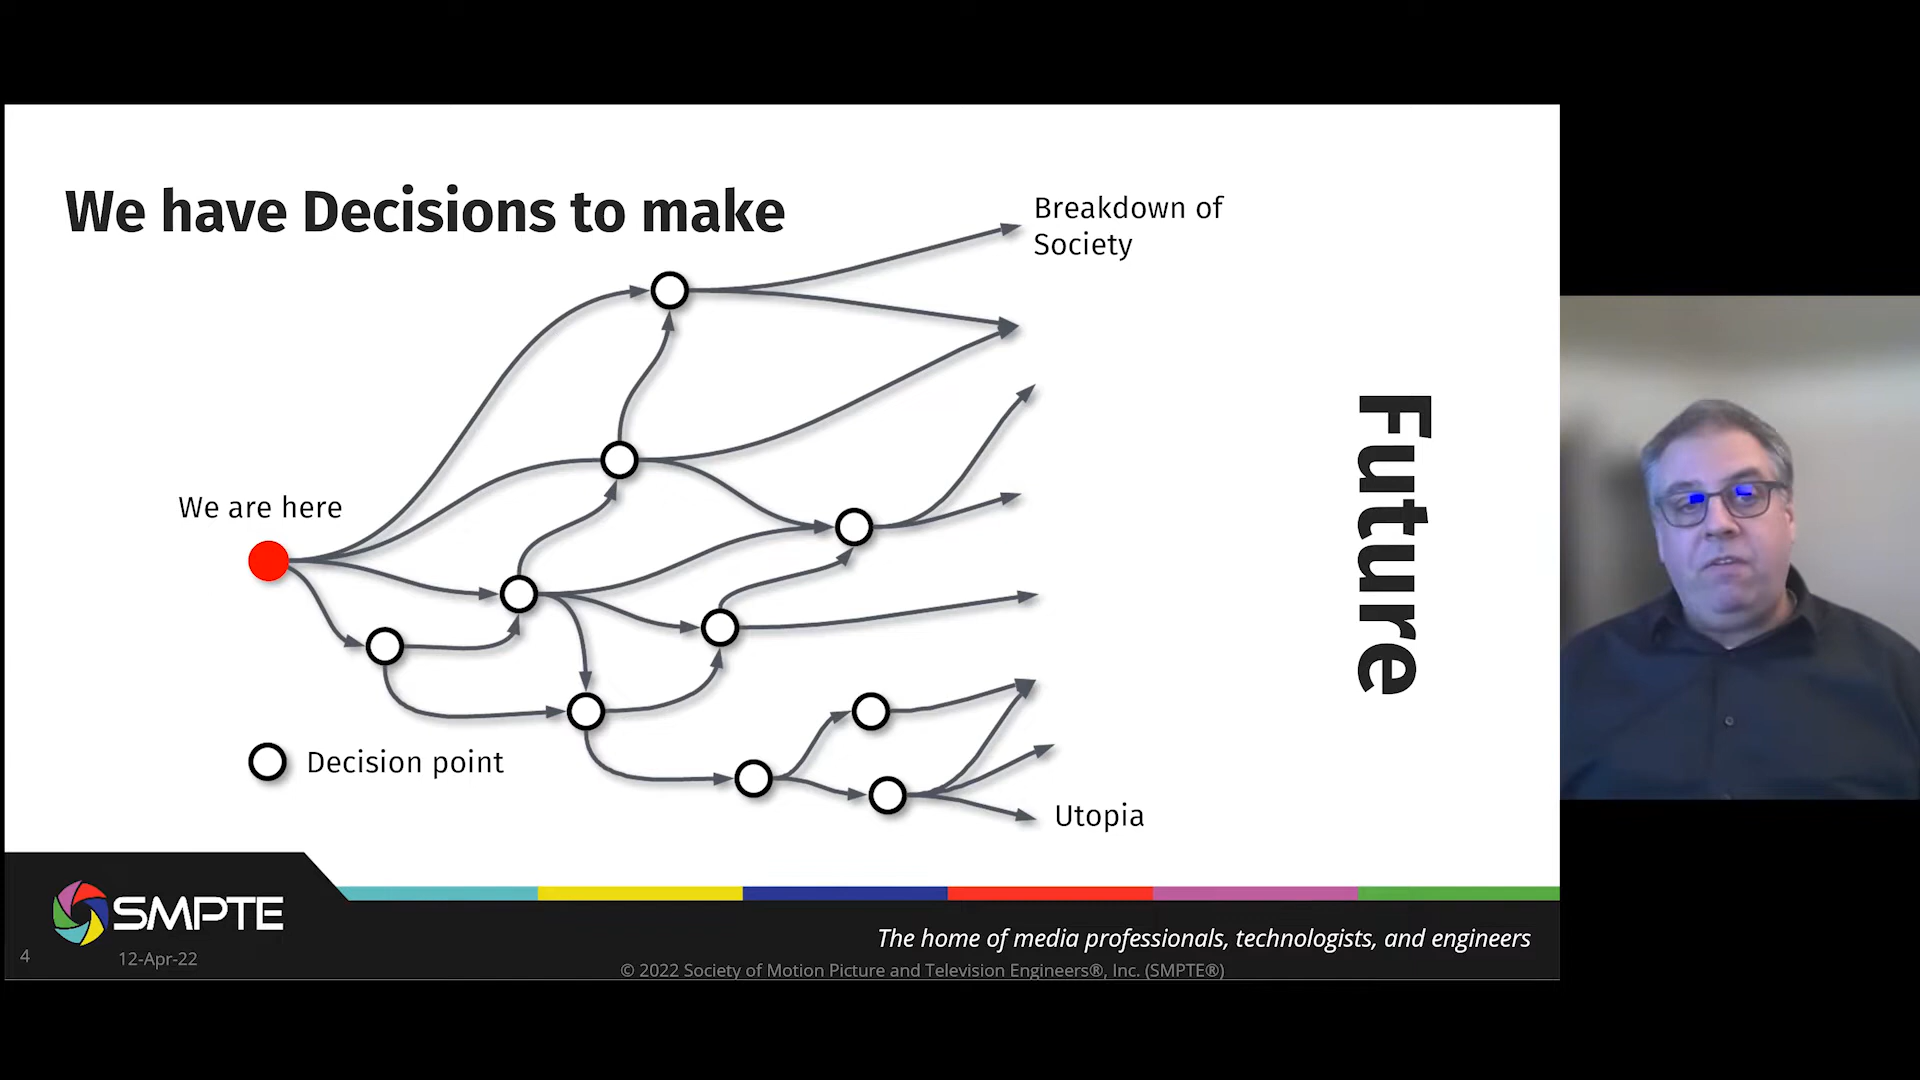 We have Decisions to make
Breakdown of
Society
We are here
Future
Decision point
Utopia
SMPTE
The home of media professionals, technologists, and engineers
4
12-Apr-22
© 2022 Society of Motion Picture and Television Engineers®, Inc. (SMPTE®)